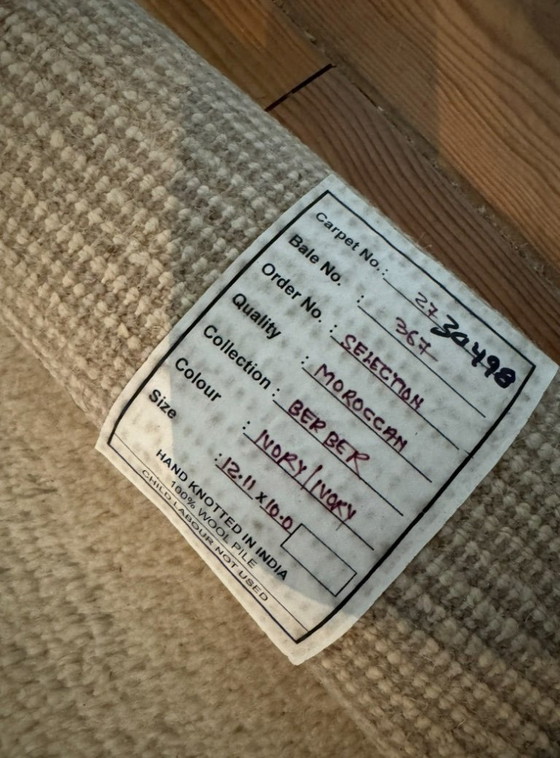 Carpet No.: 27
30498
Bale No. : 367
Order No. : SELECTION
Quality : MOROCCAN
Collection : BERBER
Colour : IVORY/IVORY
Size : 12.11 x 10.0
HAND KNOTTED IN INDIA
100% WOOL PILE
CHILD LABOUR NOT USED